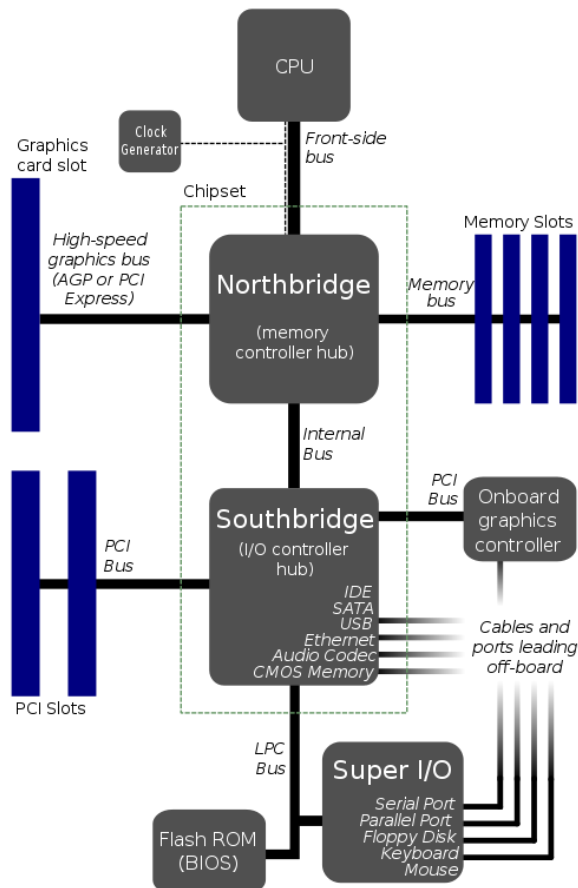 CPU
Clock
Generator
Front-side
bus
Graphics
card slot
Chipset
High-speed
graphics bus
(AGP or PCI
Express)
Northbridge
(memory
controller hub)
Memory Slots
Memory
bus
Internal
Bus
PCI
Bus
Southbridge
(I/O controller
hub)
IDE
SATA
USB
Ethernet
Audio Codec
CMOS Memory
PCI
Bus
Onboard
graphics
controller
Cables and
ports leading
off-board
PCI Slots
LPC
Bus
Super I/O
Serial Port
Parallel Port
Floppy Disk
Keyboard
Mouse
Flash ROM
(BIOS)